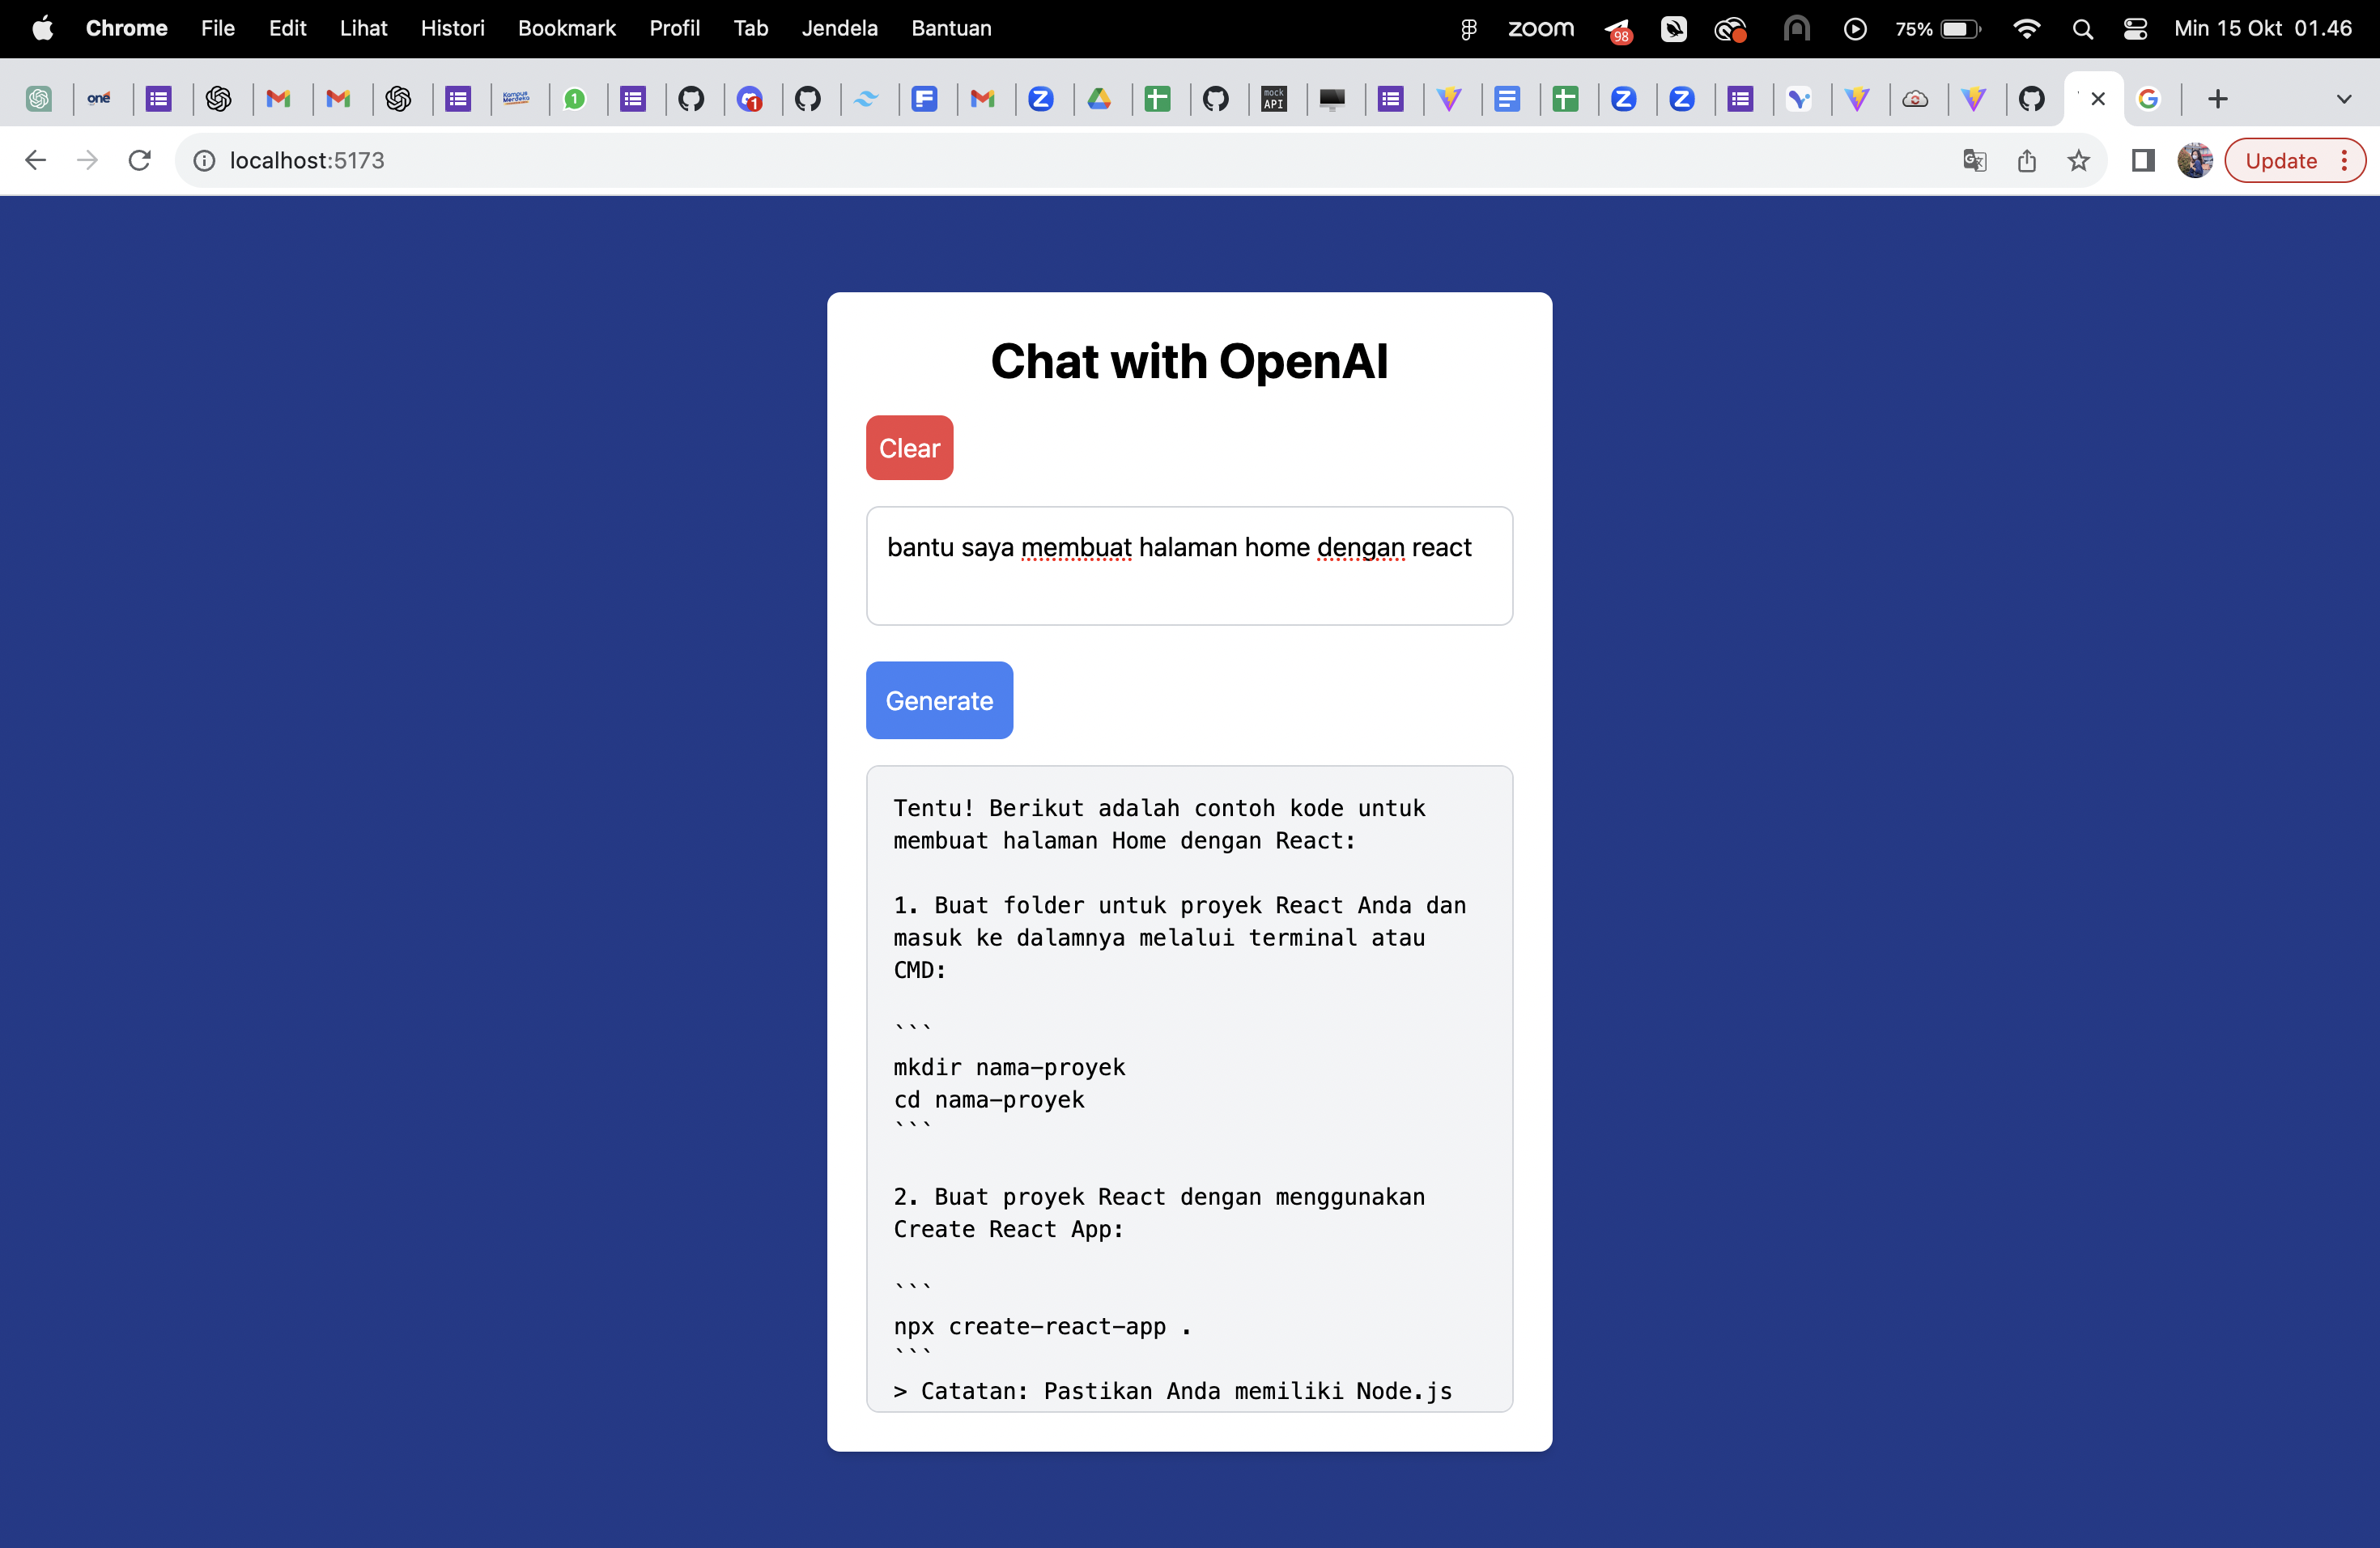 Chrome File Edit Lihat Histori Bookmark Profil Tab Jendela Bantuan zoom 98 75% Min 15 Okt 01.46
one Kampus Merdeka 1 1 mock API
localhost:5173 Update
Chat with OpenAI
Clear
bantu saya membuat halaman home dengan react
Generate
Tentu! Berikut adalah contoh kode untuk
membuat halaman Home dengan React:
1. Buat folder untuk proyek React Anda dan
masuk ke dalamnya melalui terminal atau
CMD:
```
mkdir nama-proyek
cd nama-proyek
```
2. Buat proyek React dengan menggunakan
Create React App:
```
npx create-react-app .
```
> Catatan: Pastikan Anda memiliki Node.js